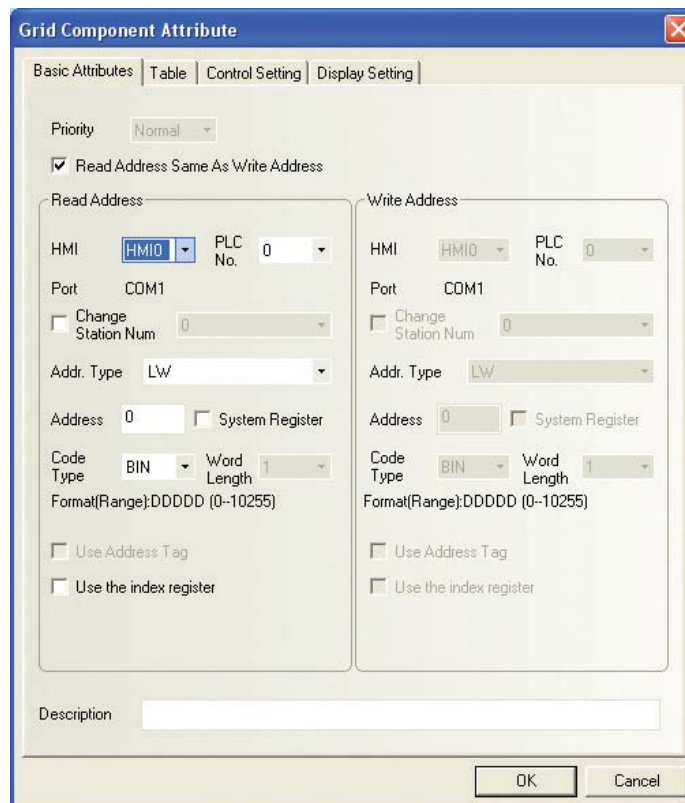 Grid Component Attribute
Basic Attributes Table Control Setting Display Setting
Priority Normal
Read Address Same As Write Address
Read Address
HMI HMI0 PLC No. 0
Port COM1
Change Station Num 0
Addr. Type LW
Address 0 System Register
Code Type BIN Word Length 1
Format(Range):DDDDD (0--10255)
Use Address Tag
Use the index register
Write Address
HMI HMI0 PLC No. 0
Port COM1
Change Station Num 0
Addr. Type LW
Address 0 System Register
Code Type BIN Word Length 1
Format(Range):DDDDD (0--10255)
Use Address Tag
Use the index register
Description
OK Cancel